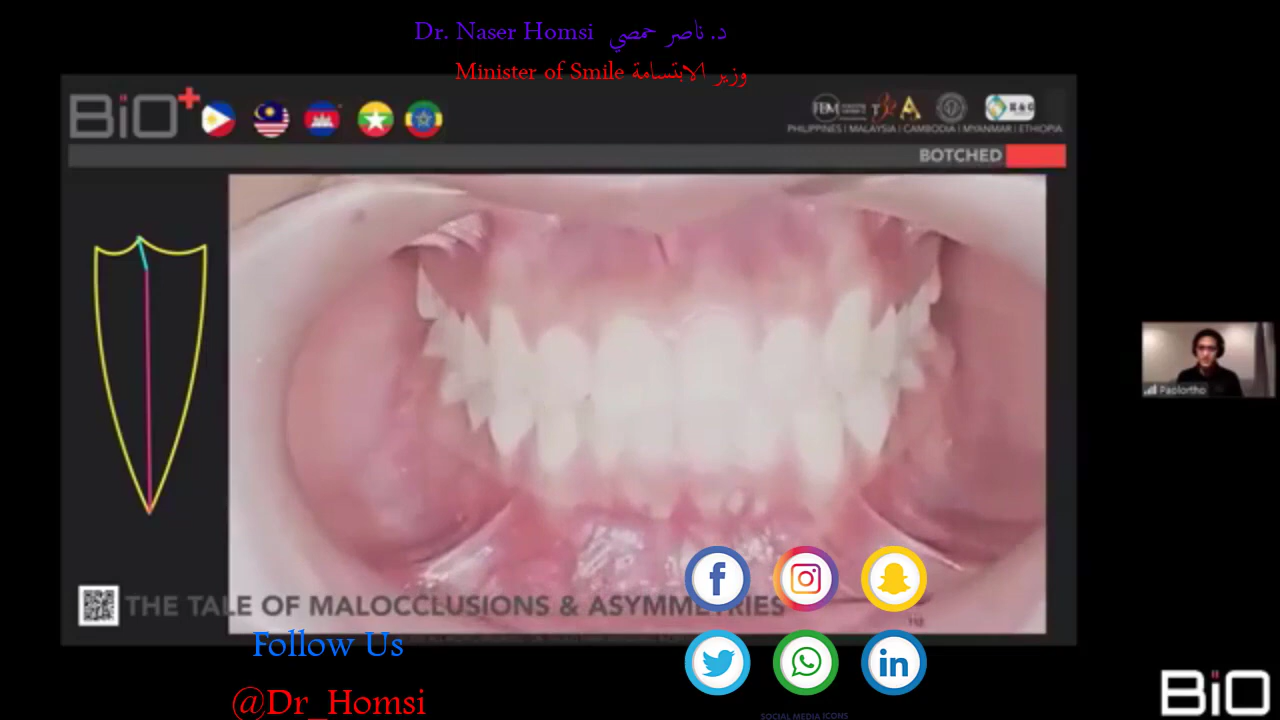 Dr. Naser Homsi د. ناصر حمصي
Minister of Smile وزير الابتسامة
BiO+
PHILIPPINES | MALAYSIA | CAMBODIA | MYANMAR | ETHIOPIA
BOTCHED
Paolortho
THE TALE OF MALOCCLUSIONS & ASYMMETRIES
Follow Us
@Dr_Homsi
SOCIAL MEDIA ICONS
BiO